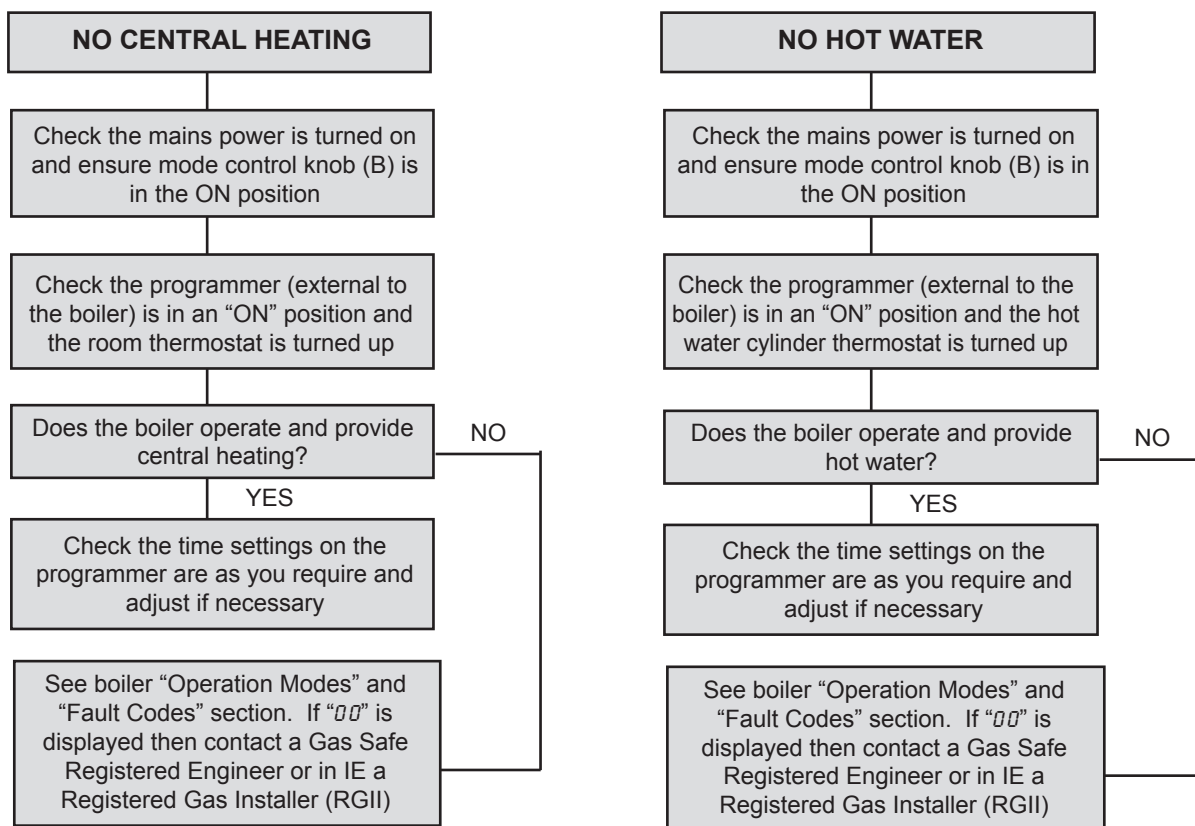 NO CENTRAL HEATING
Check the mains power is turned on
and ensure mode control knob (B) is
in the ON position
Check the programmer (external to
the boiler) is in an “ON” position and
the room thermostat is turned up
Does the boiler operate and provide
central heating?
NO
YES
Check the time settings on the
programmer are as you require and
adjust if necessary
See boiler “Operation Modes” and
“Fault Codes” section.  If “00” is
displayed then contact a Gas Safe
Registered Engineer or in IE a
Registered Gas Installer (RGII)
NO HOT WATER
Check the mains power is turned on
and ensure mode control knob (B) is in
the ON position
Check the programmer (external to the
boiler) is in an “ON” position and the hot
water cylinder thermostat is turned up
Does the boiler operate and provide
hot water?
NO
YES
Check the time settings on the
programmer are as you require and
adjust if necessary
See boiler “Operation Modes” and
“Fault Codes” section.  If “00” is
displayed then contact a Gas Safe
Registered Engineer or in IE a
Registered Gas Installer (RGII)